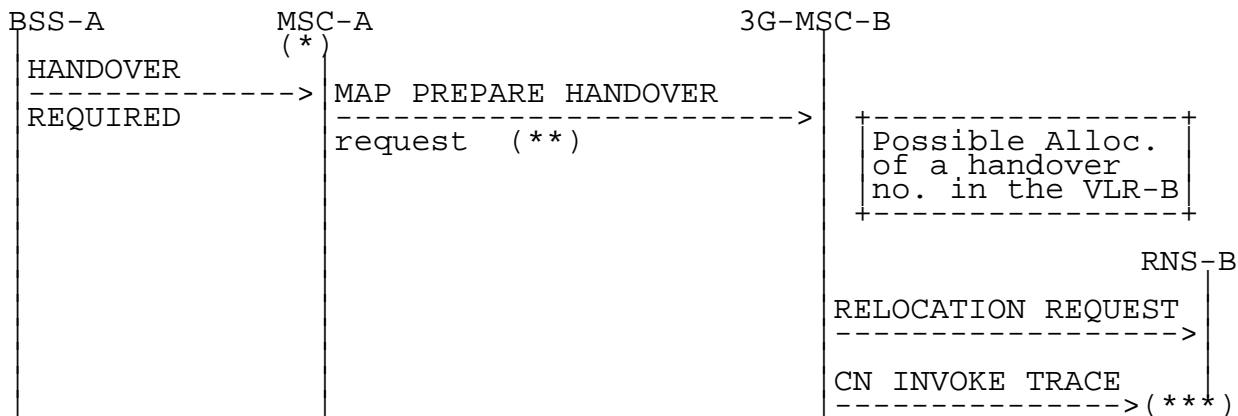 BSS-A MSC-A 3G-MSC-B
(*)
HANDOVER
MAP PREPARE HANDOVER
REQUIRED
request (**)
Possible Alloc.
of a handover
no. in the VLR-B
RNS-B
RELOCATION REQUEST
CN INVOKE TRACE
(***)